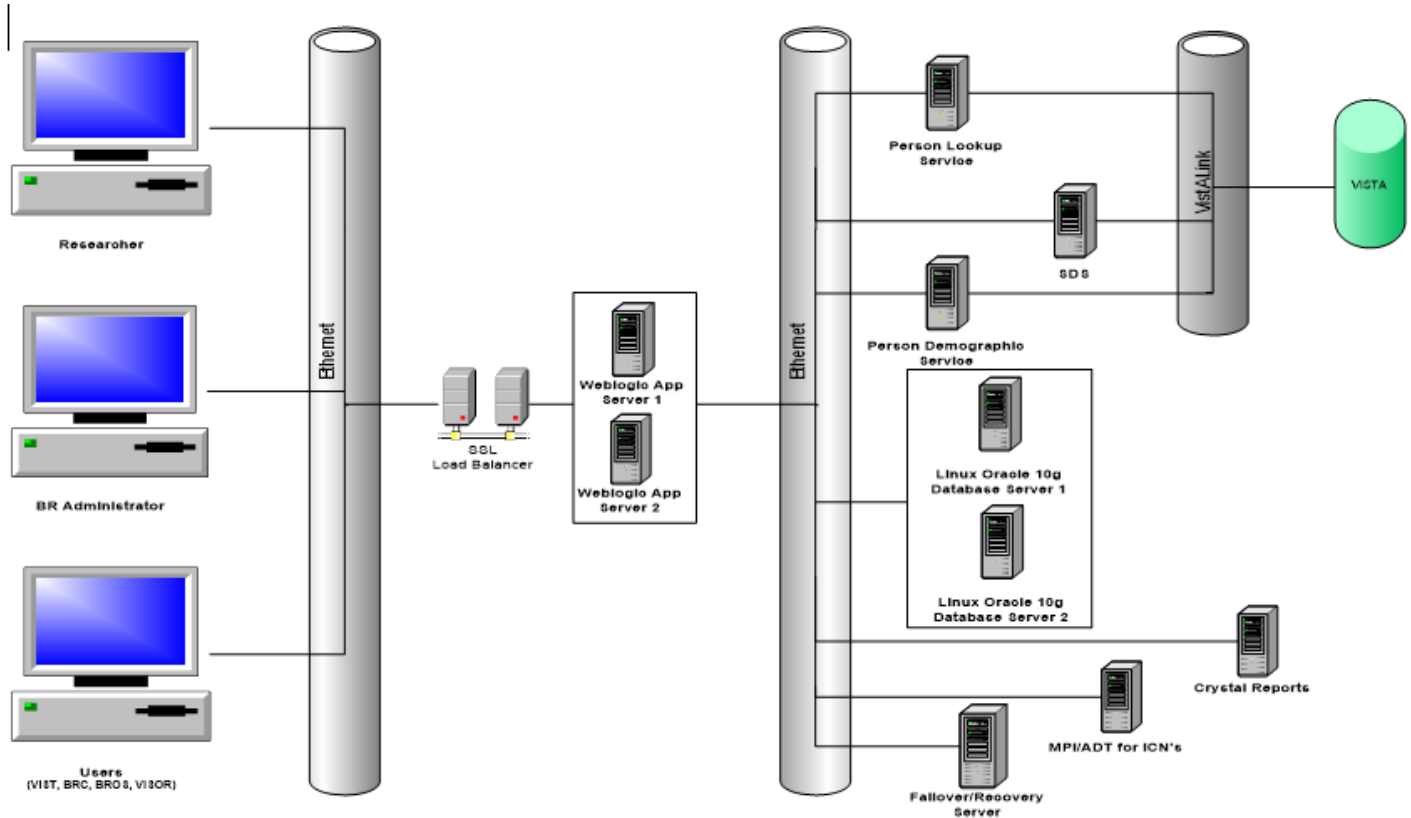 Researcher
BR Administrator
Users
(VIST, BRC, BROS, VISOR)
Ethernet
SSL
Load Balancer
Weblogic App
Server 1
Weblogic App
Server 2
Ethernet
Person Lookup
Service
SDS
Person Demographic
Service
VistALink
VISTA
Linux Oracle 10g
Database Server 1
Linux Oracle 10g
Database Server 2
Crystal Reports
MPI/ADT for ICN's
Failover/Recovery
Server